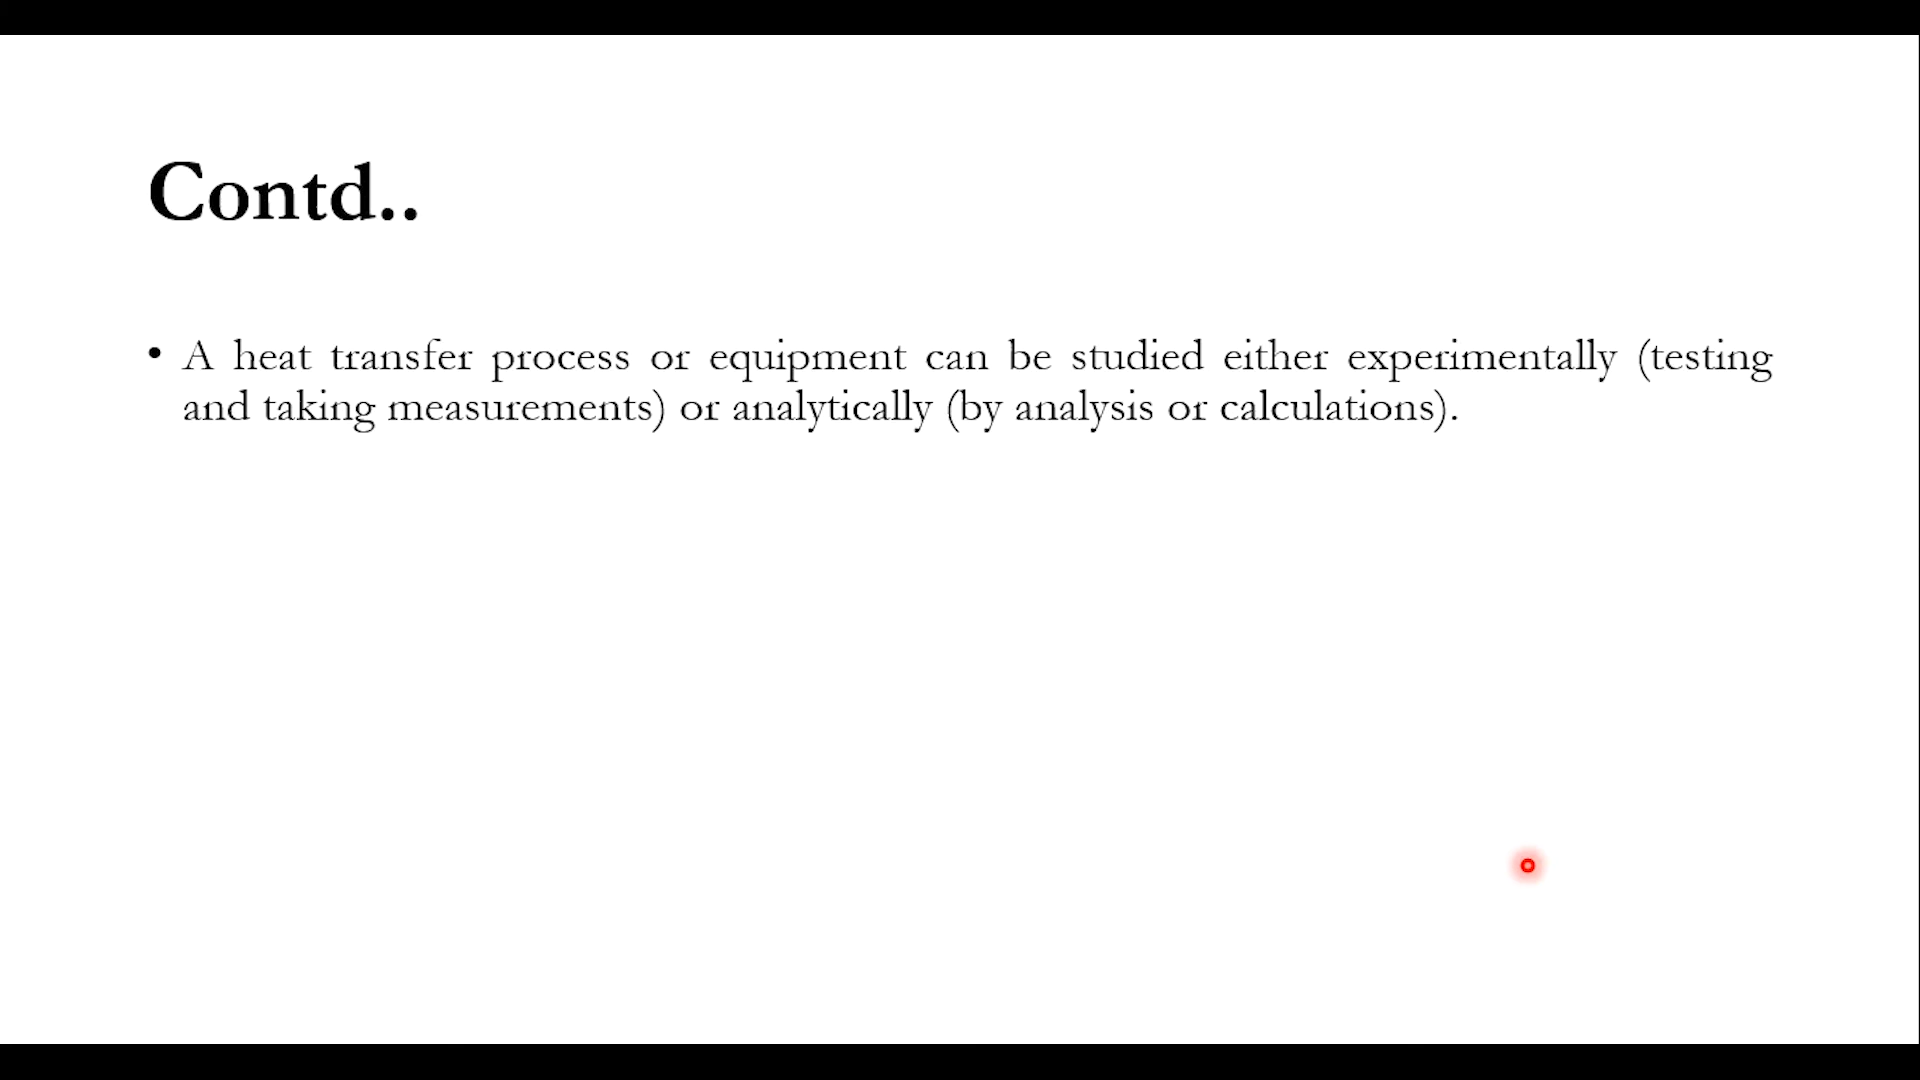 Contd..
• A heat transfer process or equipment can be studied either experimentally (testing
and taking measurements) or analytically (by analysis or calculations).